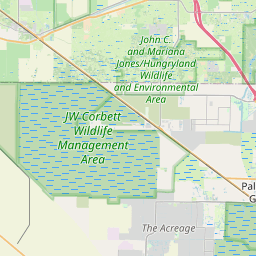 John C.
and Mariana
Jones/Hungryland
Wildlife
and Environmental
Area
JW Corbett
Wildlife
Management
Area
Pal
G
The Acreage